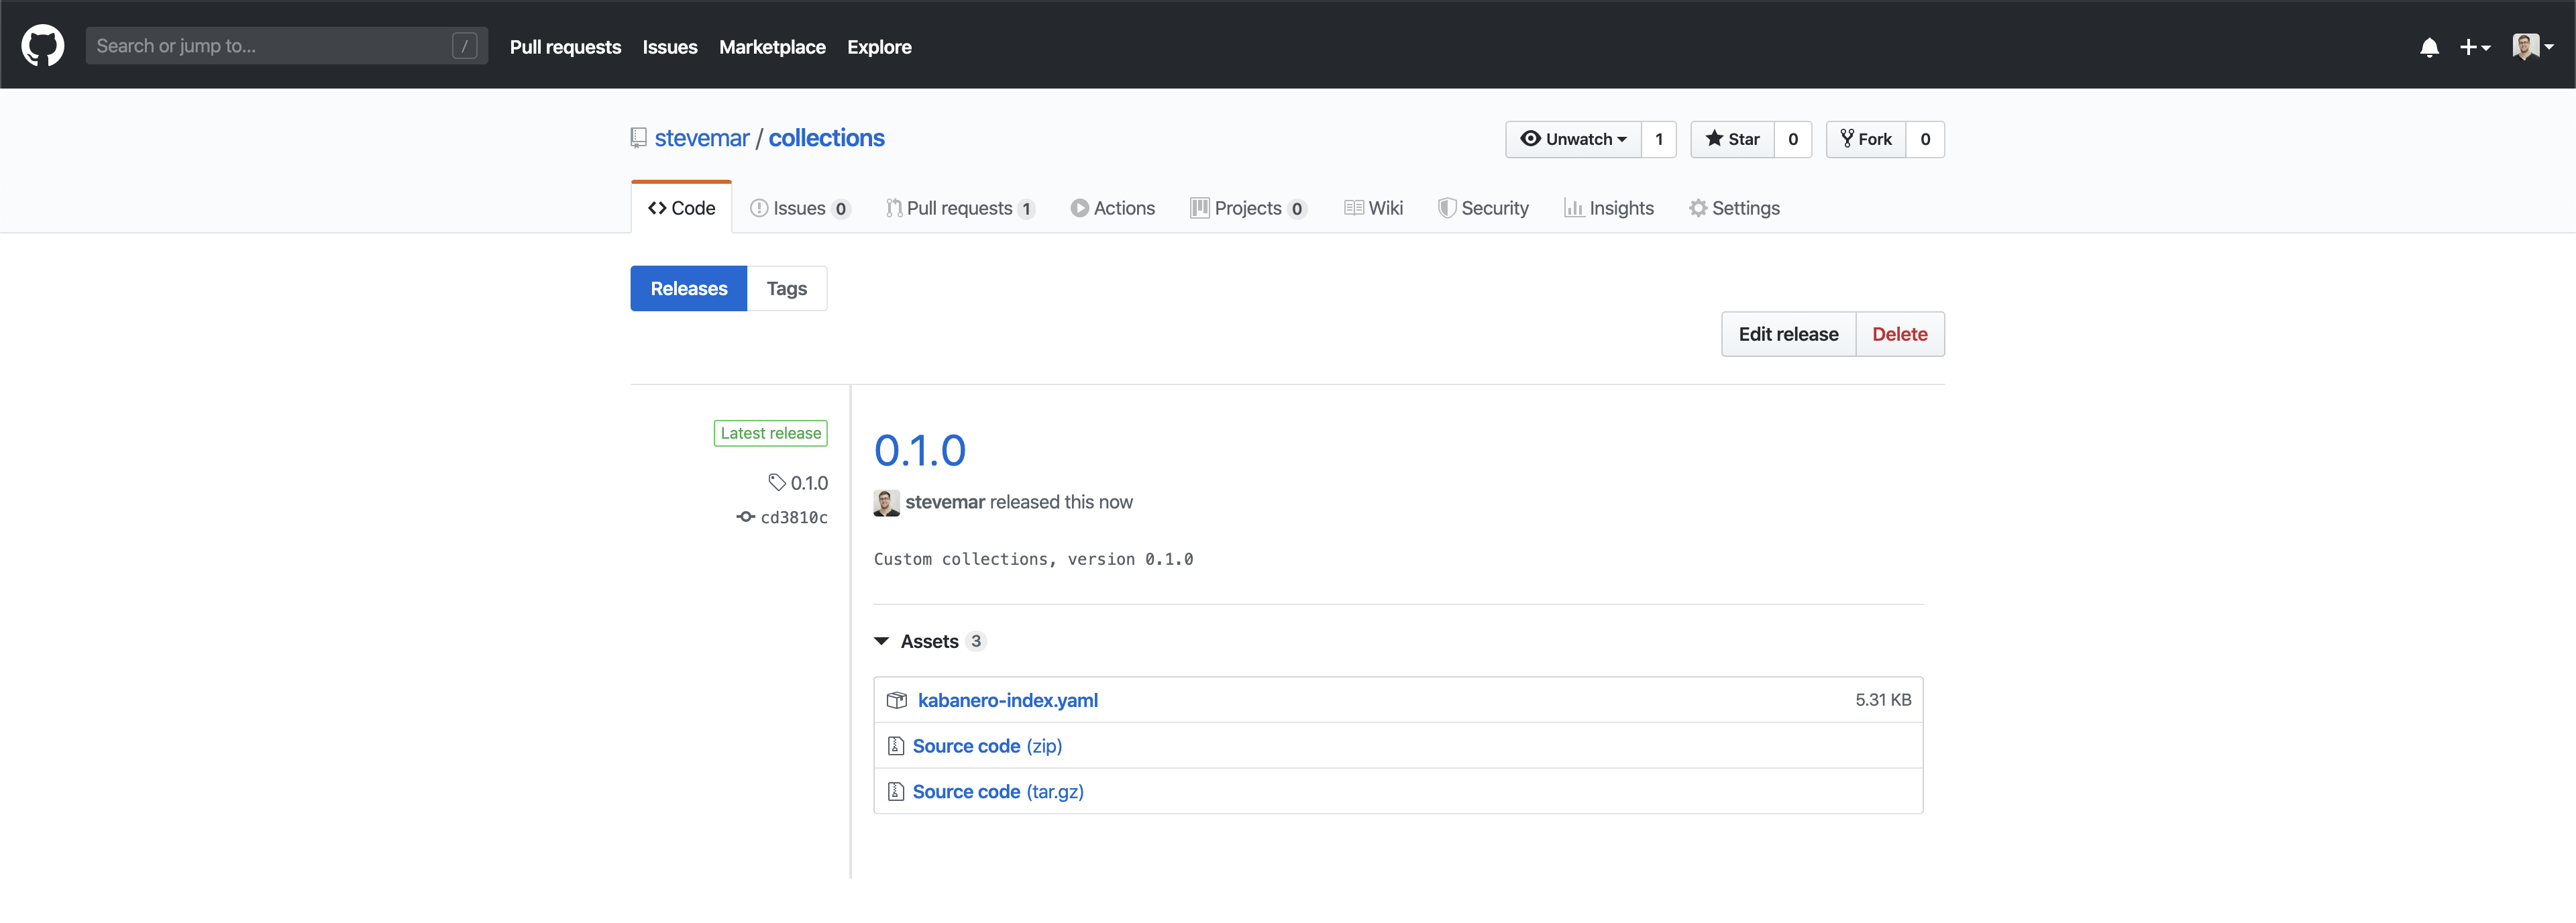 Search or jump to... / Pull requests Issues Marketplace Explore
stevemar / collections Unwatch 1 Star 0 Fork 0
Code Issues 0 Pull requests 1 Actions Projects 0 Wiki Security Insights Settings
Releases Tags
Edit release Delete
Latest release
0.1.0
cd3810c
0.1.0
stevemar released this now
Custom collections, version 0.1.0
Assets 3
kabanero-index.yaml 5.31 KB
Source code (zip)
Source code (tar.gz)